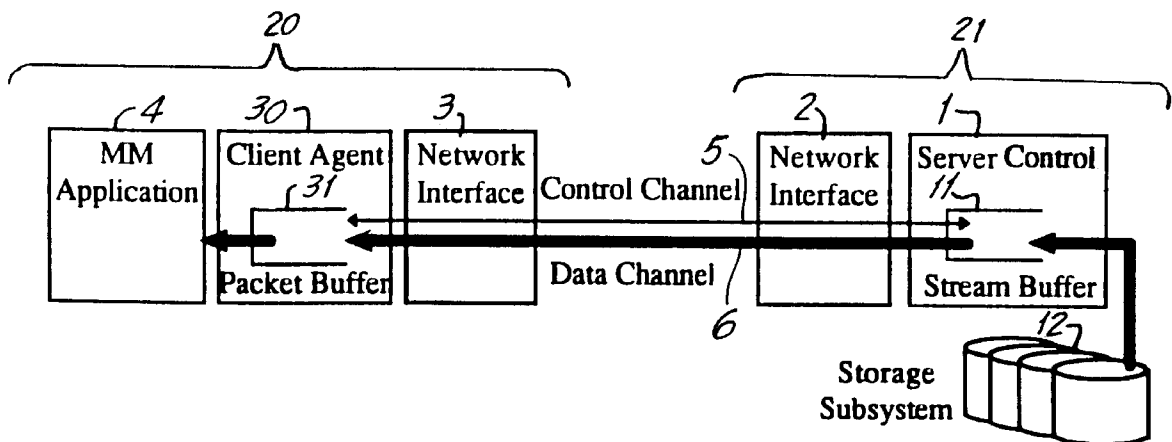 20
21
4
30
3
2
1
MM
Application
Client Agent
31
Packet Buffer
Network
Interface
Control Channel
5
Data Channel
6
Network
Interface
Server Control
11
Stream Buffer
12
Storage
Subsystem